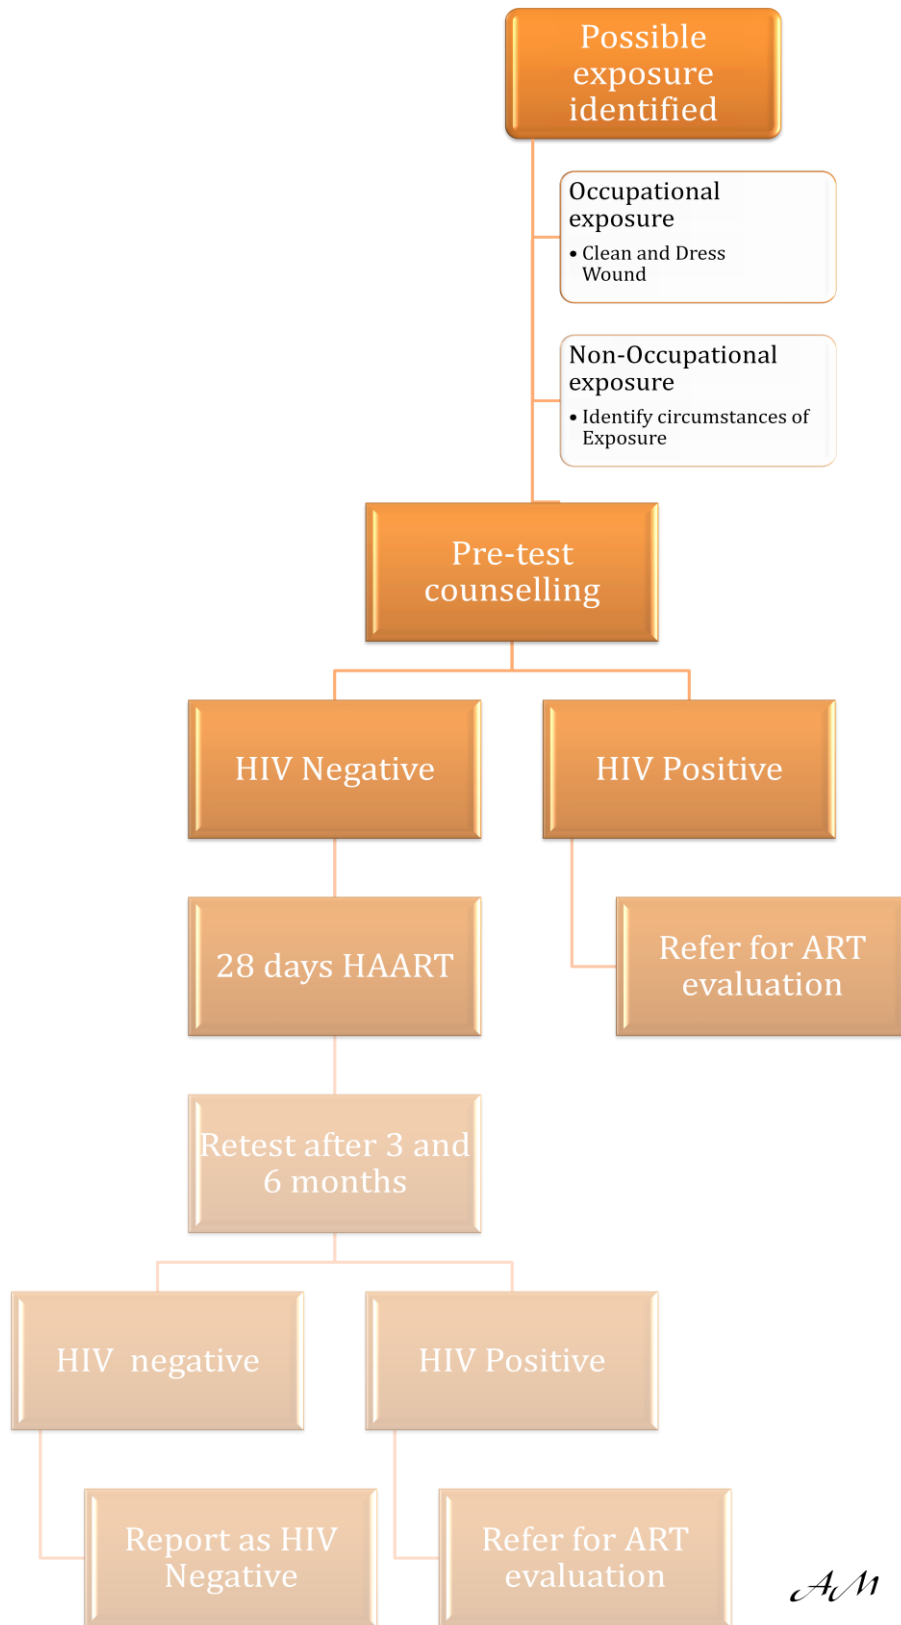 Possible
exposure
identified
Occupational
exposure
• Clean and Dress
Wound
Non-Occupational
exposure
• Identify circumstances of
Exposure
Pre-test
counselling
HIV Negative
HIV Positive
28 days HAART
Refer for ART
evaluation
Retest after 3 and
6 months
HIV  negative
HIV Positive
Report as HIV
Negative
Refer for ART
evaluation
AM